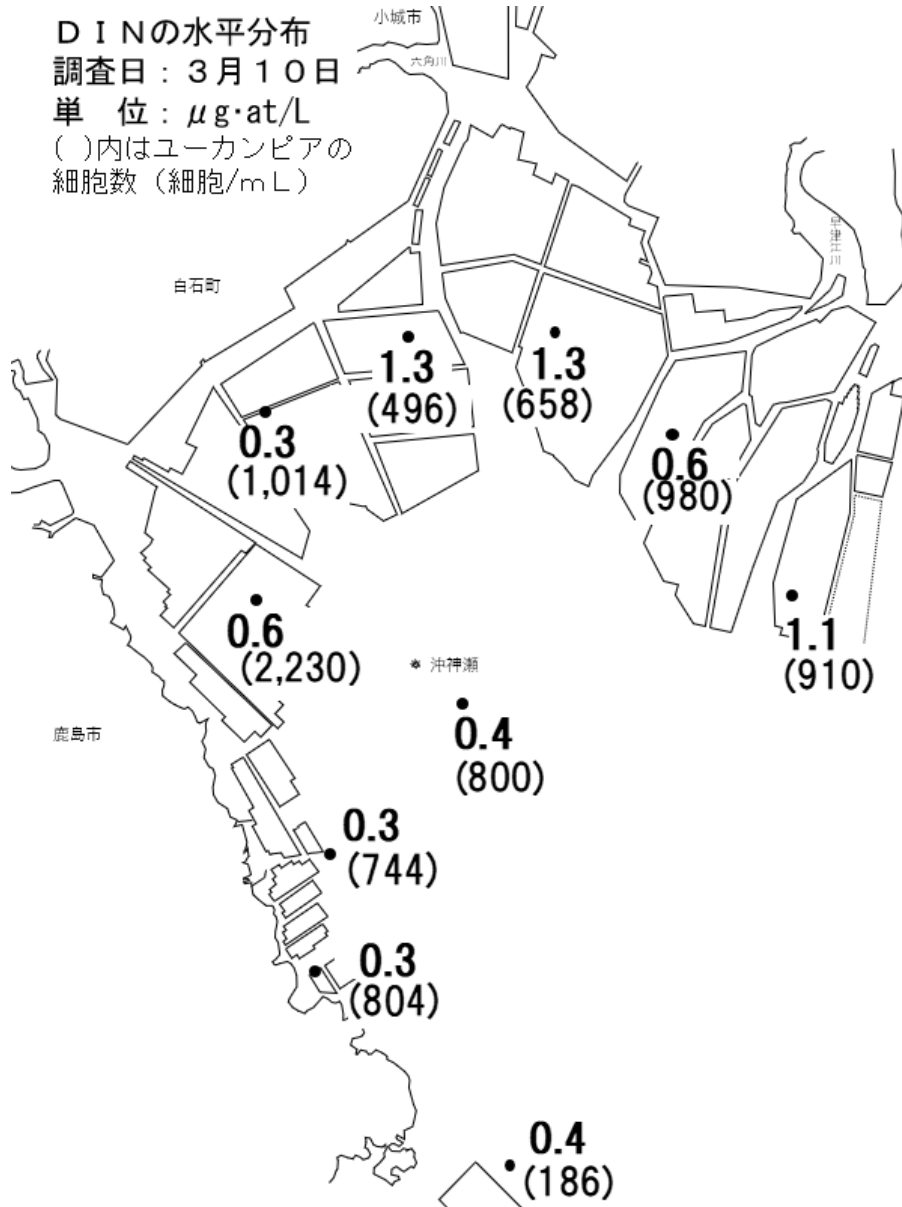 ＤＩＮの水平分布
調査日：３月１０日
単　位：μg･at/L
( )内はユーカンピアの
細胞数（細胞/ｍＬ）
小城市
六角川
早津江川
白石町
1.3
(496)
1.3
(658)
0.3
(1,014)
0.6
(980)
0.6
(2,230)
1.1
(910)
沖神瀬
鹿島市
0.4
(800)
0.3
(744)
0.3
(804)
0.4
(186)